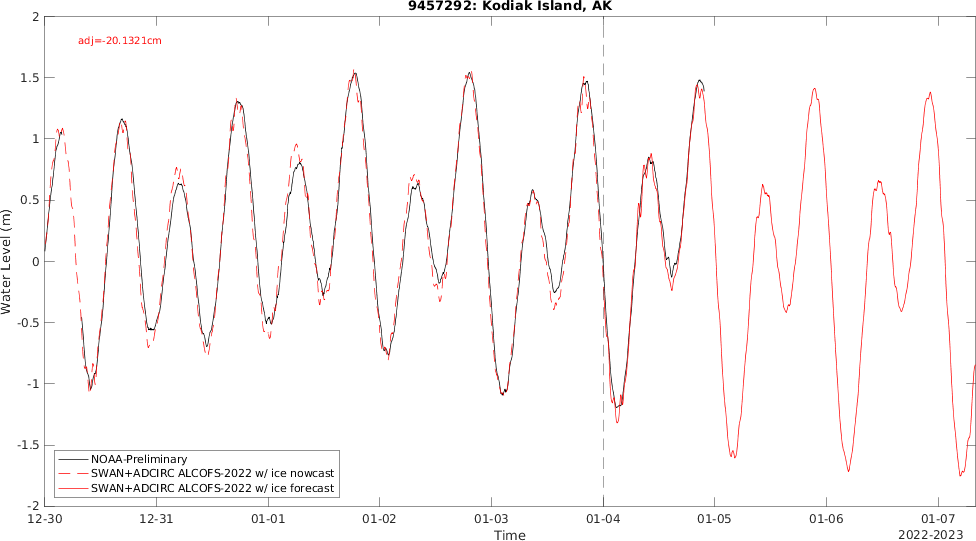 9457292: Kodiak Island, AK
adj=-20.1321cm
Water Level (m)
2
1.5
1
0.5
0
-0.5
-1
-1.5
-2
NOAA-Preliminary
SWAN+ADCIRC ALCOFS-2022 w/ ice nowcast
SWAN+ADCIRC ALCOFS-2022 w/ ice forecast
12-30 12-31 01-01 01-02 01-03 01-04 01-05 01-06 01-07
Time
2022-2023